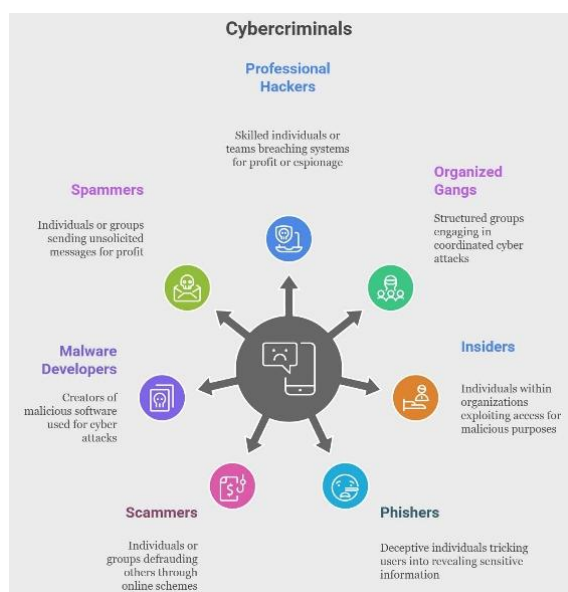 Cybercriminals
Professional
Hackers
Skilled individuals or
teams breaching systems
for profit or espionage
Organized
Gangs
Structured groups
engaging in
coordinated cyber
attacks
Insiders
Individuals within
organizations
exploiting access for
malicious purposes
Phishers
Deceptive individuals tricking
users into revealing sensitive
information
Scammers
Individuals or
groups defrauding
others through
online schemes
Malware
Developers
Creators of
malicious software
used for cyber
attacks
Spammers
Individuals or groups
sending unsolicited
messages for profit